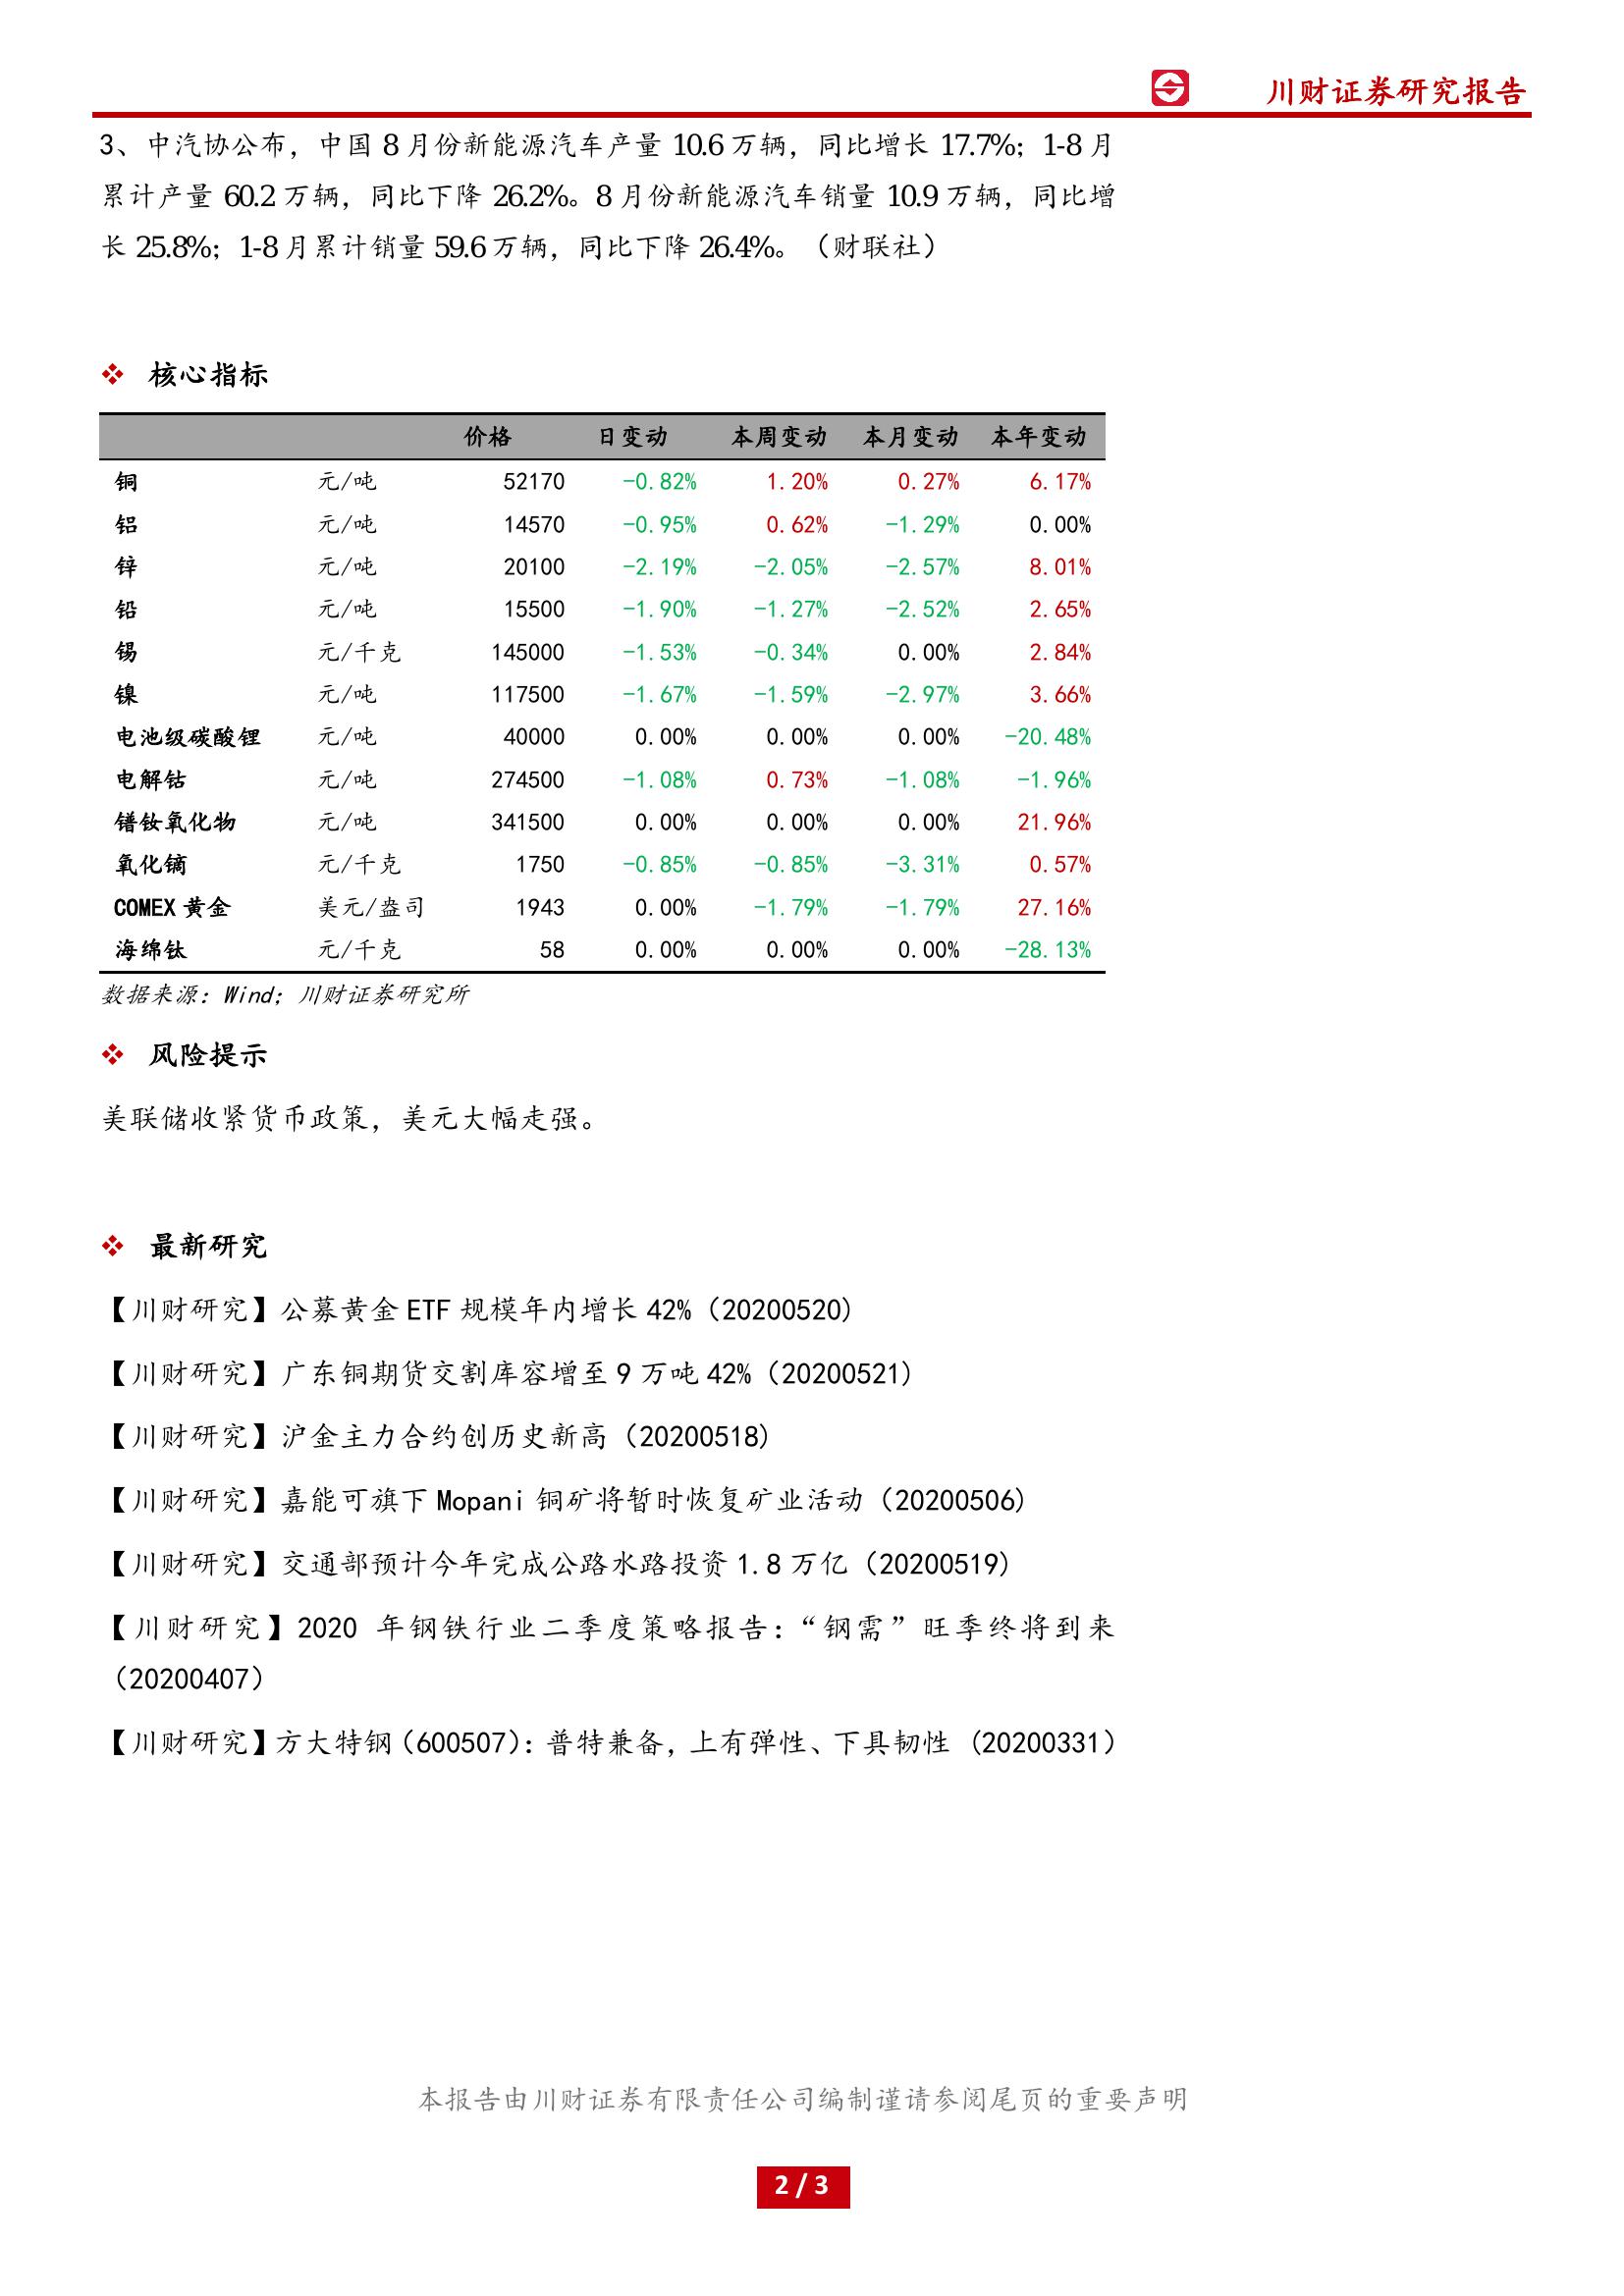 川财证券研究报告
3、中汽协公布，中国 8 月份新能源汽车产量 10.6 万辆，同比增长 17.7%；1-8 月
累计产量 60.2 万辆，同比下降 26.2%。8 月份新能源汽车销量 10.9 万辆，同比增
长 25.8%；1-8 月累计销量 59.6 万辆，同比下降 26.4%。（财联社）
❖ 核心指标
价格 日变动 本周变动 本月变动 本年变动
铜 元/吨 52170 -0.82% 1.20% 0.27% 6.17%
铝 元/吨 14570 -0.95% 0.62% -1.29% 0.00%
锌 元/吨 20100 -2.19% -2.05% -2.57% 8.01%
铅 元/吨 15500 -1.90% -1.27% -2.52% 2.65%
锡 元/千克 145000 -1.53% -0.34% 0.00% 2.84%
镍 元/吨 117500 -1.67% -1.59% -2.97% 3.66%
电池级碳酸锂 元/吨 40000 0.00% 0.00% 0.00% -20.48%
电解钴 元/吨 274500 -1.08% 0.73% -1.08% -1.96%
镨钕氧化物 元/吨 341500 0.00% 0.00% 0.00% 21.96%
氧化镝 元/千克 1750 -0.85% -0.85% -3.31% 0.57%
COMEX 黄金 美元/盎司 1943 0.00% -1.79% -1.79% 27.16%
海绵钛 元/千克 58 0.00% 0.00% 0.00% -28.13%
数据来源：Wind；川财证券研究所
❖ 风险提示
美联储收紧货币政策，美元大幅走强。
❖ 最新研究
【川财研究】公募黄金 ETF 规模年内增长 42%（20200520）
【川财研究】广东铜期货交割库容增至 9 万吨 42%（20200521）
【川财研究】沪金主力合约创历史新高（20200518）
【川财研究】嘉能可旗下 Mopani 铜矿将暂时恢复矿业活动（20200506）
【川财研究】交通部预计今年完成公路水路投资 1.8 万亿（20200519）
【川财研究】2020 年钢铁行业二季度策略报告：“钢需”旺季终将到来
（20200407）
【川财研究】方大特钢（600507）：普特兼备，上有弹性、下具韧性 （20200331）
本报告由川财证券有限责任公司编制谨请参阅尾页的重要声明
2 / 3